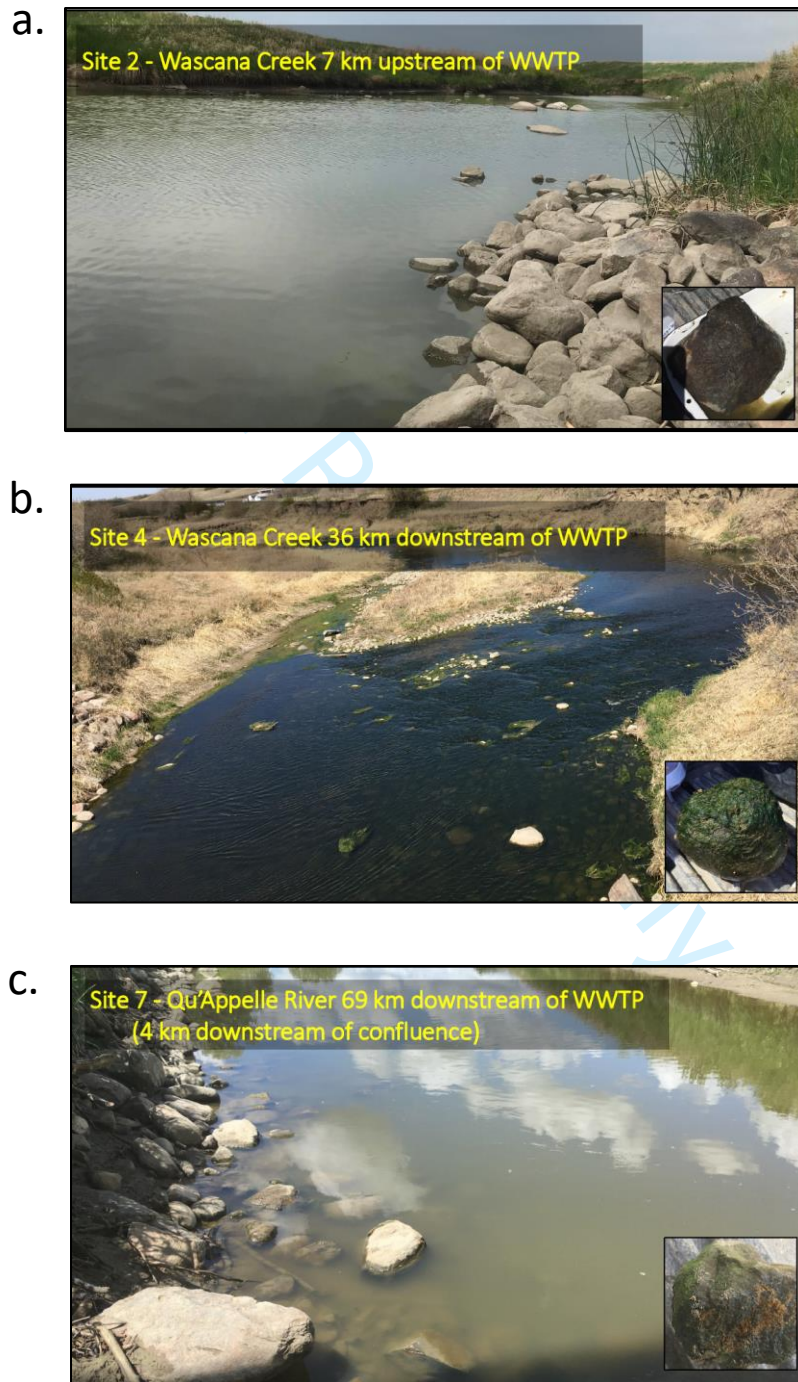 a.
Site 2 - Wascana Creek 7 km upstream of WWTP
b.
Site 4 - Wascana Creek 36 km downstream of WWTP
c.
Site 7 - Qu'Appelle River 69 km downstream of WWTP
(4 km downstream of confluence)